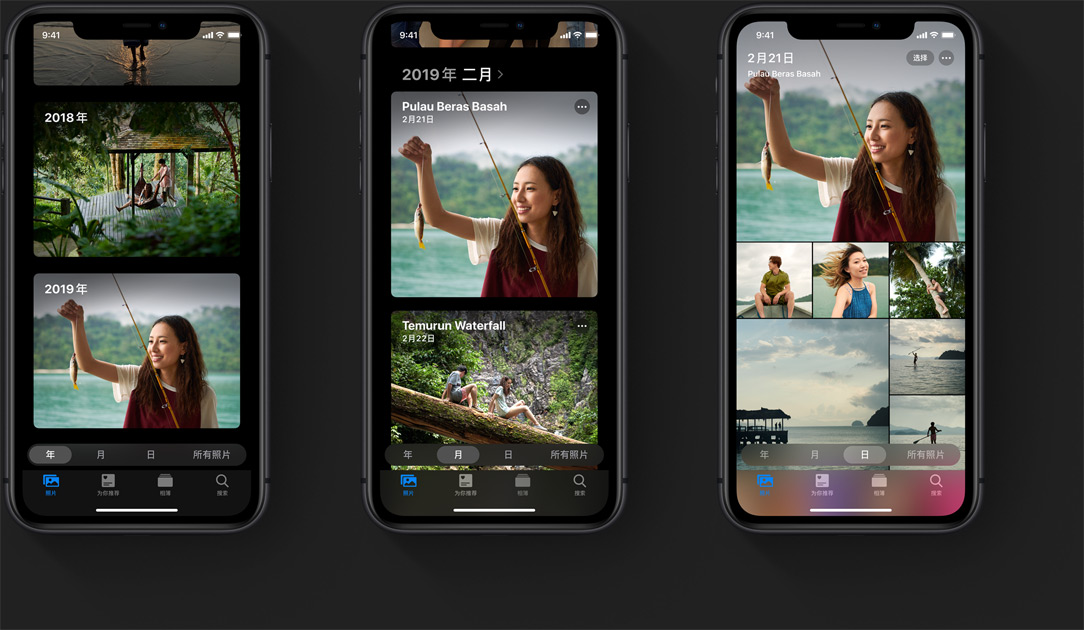 9:41
2018年
2019年
年 月 日 所有照片
照片 为你推荐 相簿 搜索
9:41
2019年 二月
Pulau Beras Basah
2月21日
Temurun Waterfall
2月22日
年 月 日 所有照片
照片 为你推荐 相簿 搜索
9:41
2月21日
选择
Pulau Beras Basah
年 月 日 所有照片
照片 为你推荐 相簿 搜索